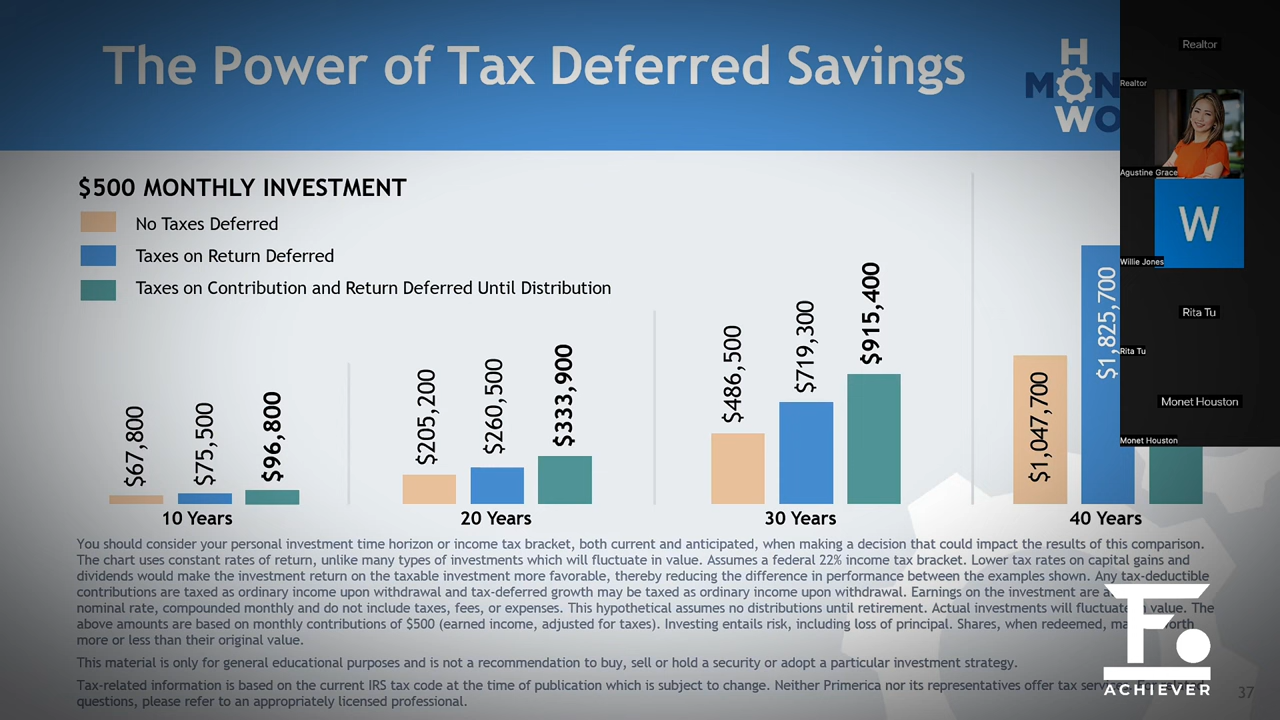 The Power of Tax Deferred Savings
H
MON
WO
Realtor
Realtor
Agustine Grace
W
Willie Jones
Rita Tu
Rita Tu
Monet Houston
Monet Houston
$500 MONTHLY INVESTMENT
No Taxes Deferred
Taxes on Return Deferred
Taxes on Contribution and Return Deferred Until Distribution
$67,800
$75,500
$96,800
$205,200
$260,500
$333,900
$486,500
$719,300
$915,400
$1,047,700
$1,825,700
10 Years
20 Years
30 Years
40 Years
You should consider your personal investment time horizon or income tax bracket, both current and anticipated, when making a decision that could impact the results of this comparison.
The chart uses constant rates of return, unlike many types of investments which will fluctuate in value. Assumes a federal 22% income tax bracket. Lower tax rates on capital gains and
dividends would make the investment return on the taxable investment more favorable, thereby reducing the difference in performance between the examples shown. Any tax-deductible
contributions are taxed as ordinary income upon withdrawal and tax-deferred growth may be taxed as ordinary income upon withdrawal. Earnings on the investment are
nominal rate, compounded monthly and do not include taxes, fees, or expenses. This hypothetical assumes no distributions until retirement. Actual investments will fluctuate in value. The
above amounts are based on monthly contributions of $500 (earned income, adjusted for taxes). Investing entails risk, including loss of principal. Shares, when redeemed,
more or less than their original value.
This material is only for general educational purposes and is not a recommendation to buy, sell or hold a security or adopt a particular investment strategy.
Tax-related information is based on the current IRS tax code at the time of publication which is subject to change. Neither Primerica nor its representatives offer tax
questions, please refer to an appropriately licensed professional.
ACHIEVER
37